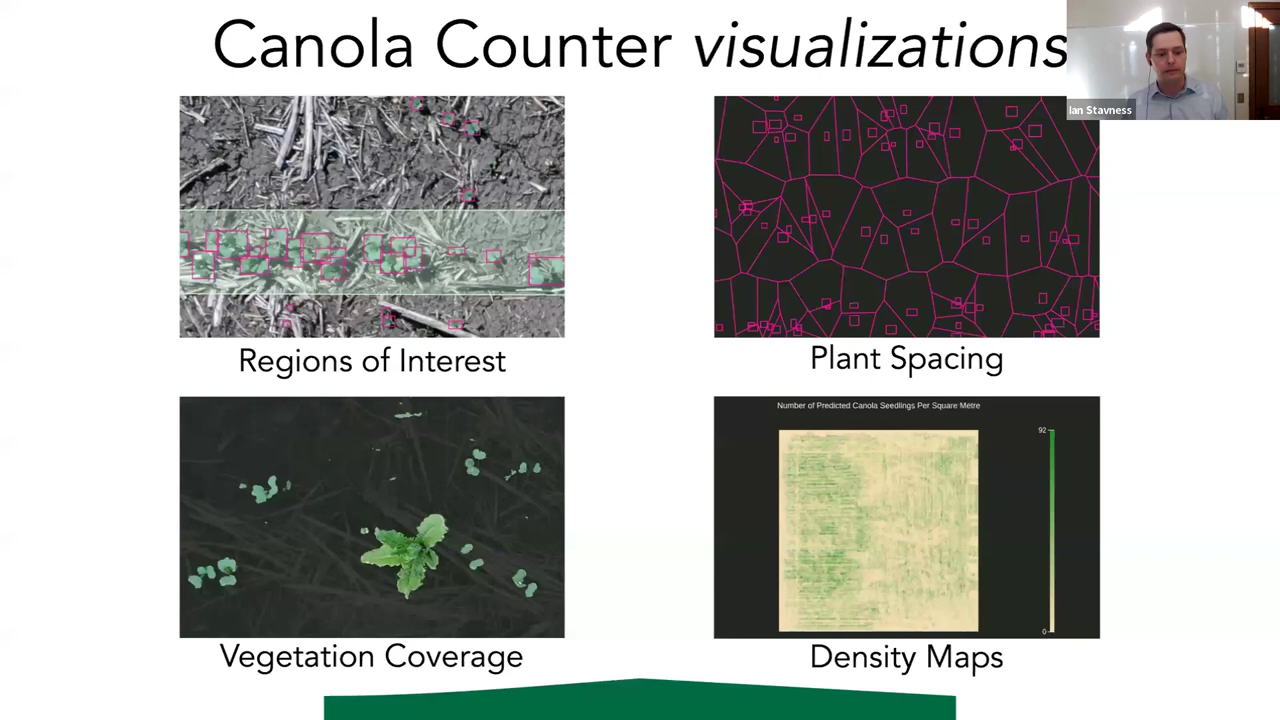 Canola Counter visualizations
Ian Stavness
Regions of Interest
Plant Spacing
Number of Predicted Canola Seedlings Per Square Metre
92
0
Vegetation Coverage
Density Maps